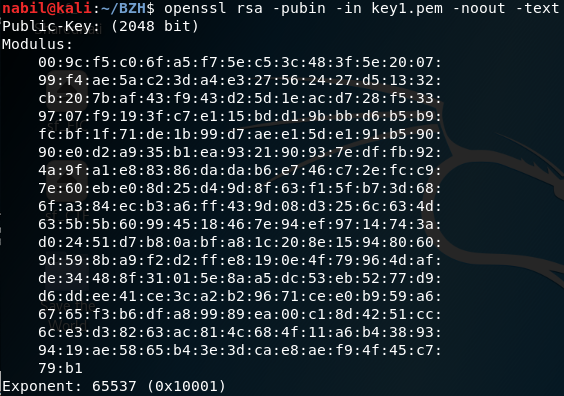 nabil@kali:~/BZH$ openssl rsa -pubin -in key1.pem -noout -text
Public-Key: (2048 bit)
Modulus:
00:9c:f5:c0:6f:a5:f7:5e:c5:3c:48:3f:5e:20:07:
99:f4:ae:5a:c2:3d:a4:e3:27:56:24:27:d5:13:32:
cb:20:7b:af:43:f9:43:d2:5d:1e:ac:d7:28:f5:33:
97:07:f9:19:3f:c7:e1:15:bd:d1:9b:bb:d6:b5:b9:
fc:bf:1f:71:de:1b:99:d7:ae:e1:5d:e1:91:b5:90:
90:e0:d2:a9:35:b1:ea:93:21:90:93:7e:df:fb:92:
4a:9f:a1:e8:83:86:da:da:b6:e7:46:c7:2e:fc:c9:
7e:60:eb:e0:8d:25:d4:9d:8f:63:f1:5f:b7:3d:68:
6f:a3:84:ec:b3:a6:ff:43:9d:08:d3:25:6c:63:4d:
63:5b:5b:60:99:45:18:46:7e:94:ef:97:14:74:3a:
d0:24:51:d7:b8:0a:bf:a8:1c:20:8e:15:94:80:60:
9d:59:8b:a9:f2:d2:ff:e8:19:0e:4f:79:96:4d:af:
de:34:48:8f:31:01:5e:8a:a5:dc:53:eb:52:77:d9:
d6:dd:ee:41:ce:3c:a2:b2:96:71:ce:e0:b9:59:a6:
67:65:f3:b6:df:a8:99:89:ea:00:c1:8d:42:51:cc:
6c:e3:d3:82:63:ac:81:4c:68:4f:11:a6:b4:38:93:
94:19:ae:58:65:b4:3e:3d:ca:e8:ae:f9:4f:45:c7:
79:b1
Exponent: 65537 (0x10001)